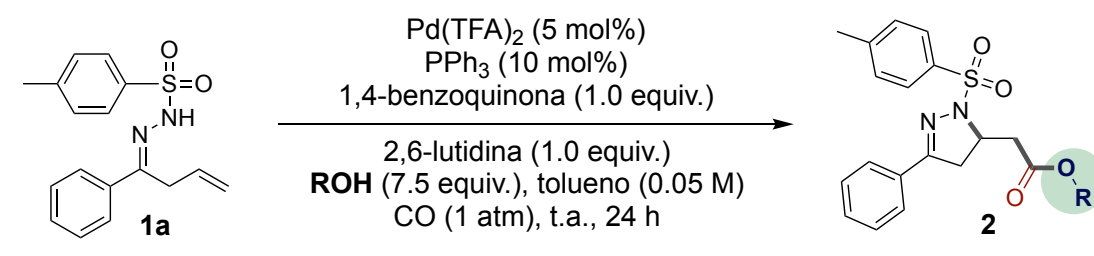 Pd(TFA)2 (5 mol%)
PPh3 (10 mol%)
1,4-benzoquinona (1.0 equiv.)
2,6-lutidina (1.0 equiv.)
ROH (7.5 equiv.), tolueno (0.05 M)
CO (1 atm), t.a., 24 h
O
S
O
NH
N
1a
O
S
O
N
N
O
O
R
2